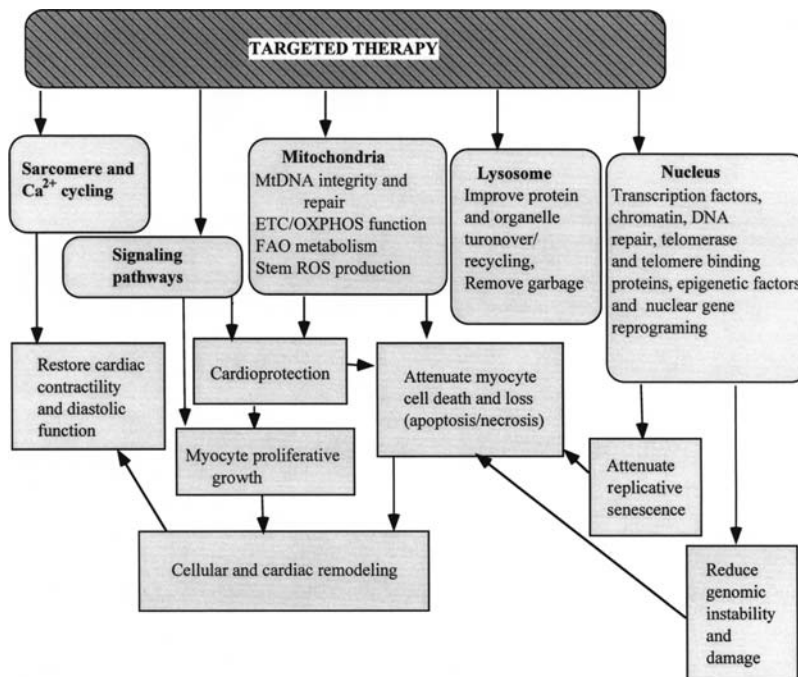 TARGETED THERAPY
Sarcomere and
Ca2+ cycling
Signaling
pathways
Mitochondria
MtDNA integrity and
repair
ETC/OXPHOS function
FAO metabolism
Stem ROS production
Lysosome
Improve protein
and organelle
turonover/
recycling,
Remove garbage
Nucleus
Transcription factors,
chromatin, DNA
repair, telomerase
and telomere binding
proteins, epigenetic factors
and nuclear gene
reprograming
Restore cardiac
contractility
and diastolic
function
Cardioprotection
Attenuate myocyte
cell death and loss
(apoptosis/necrosis)
Myocyte proliferative
growth
Attenuate
replicative
senescence
Cellular and cardiac remodeling
Reduce
genomic
instability
and
damage